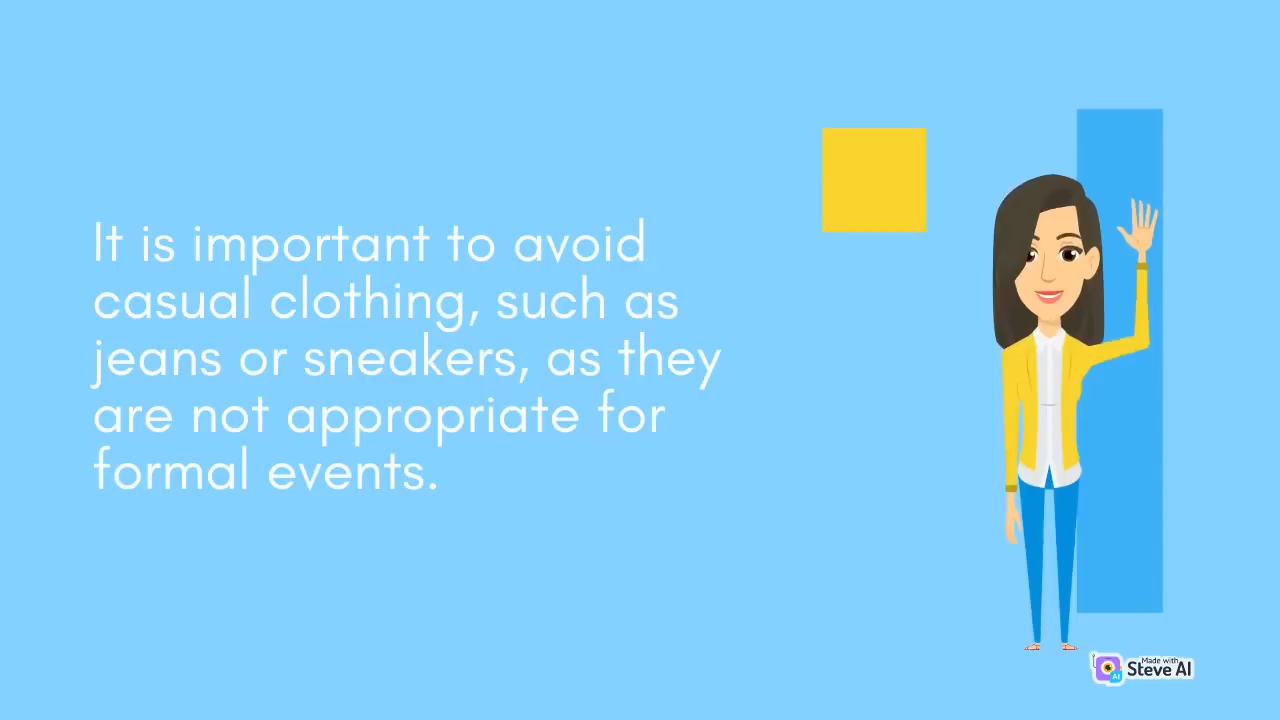 It is important to avoid
casual clothing, such as
jeans or sneakers, as they
are not appropriate for
formal events.
Made with
Steve AI
AI